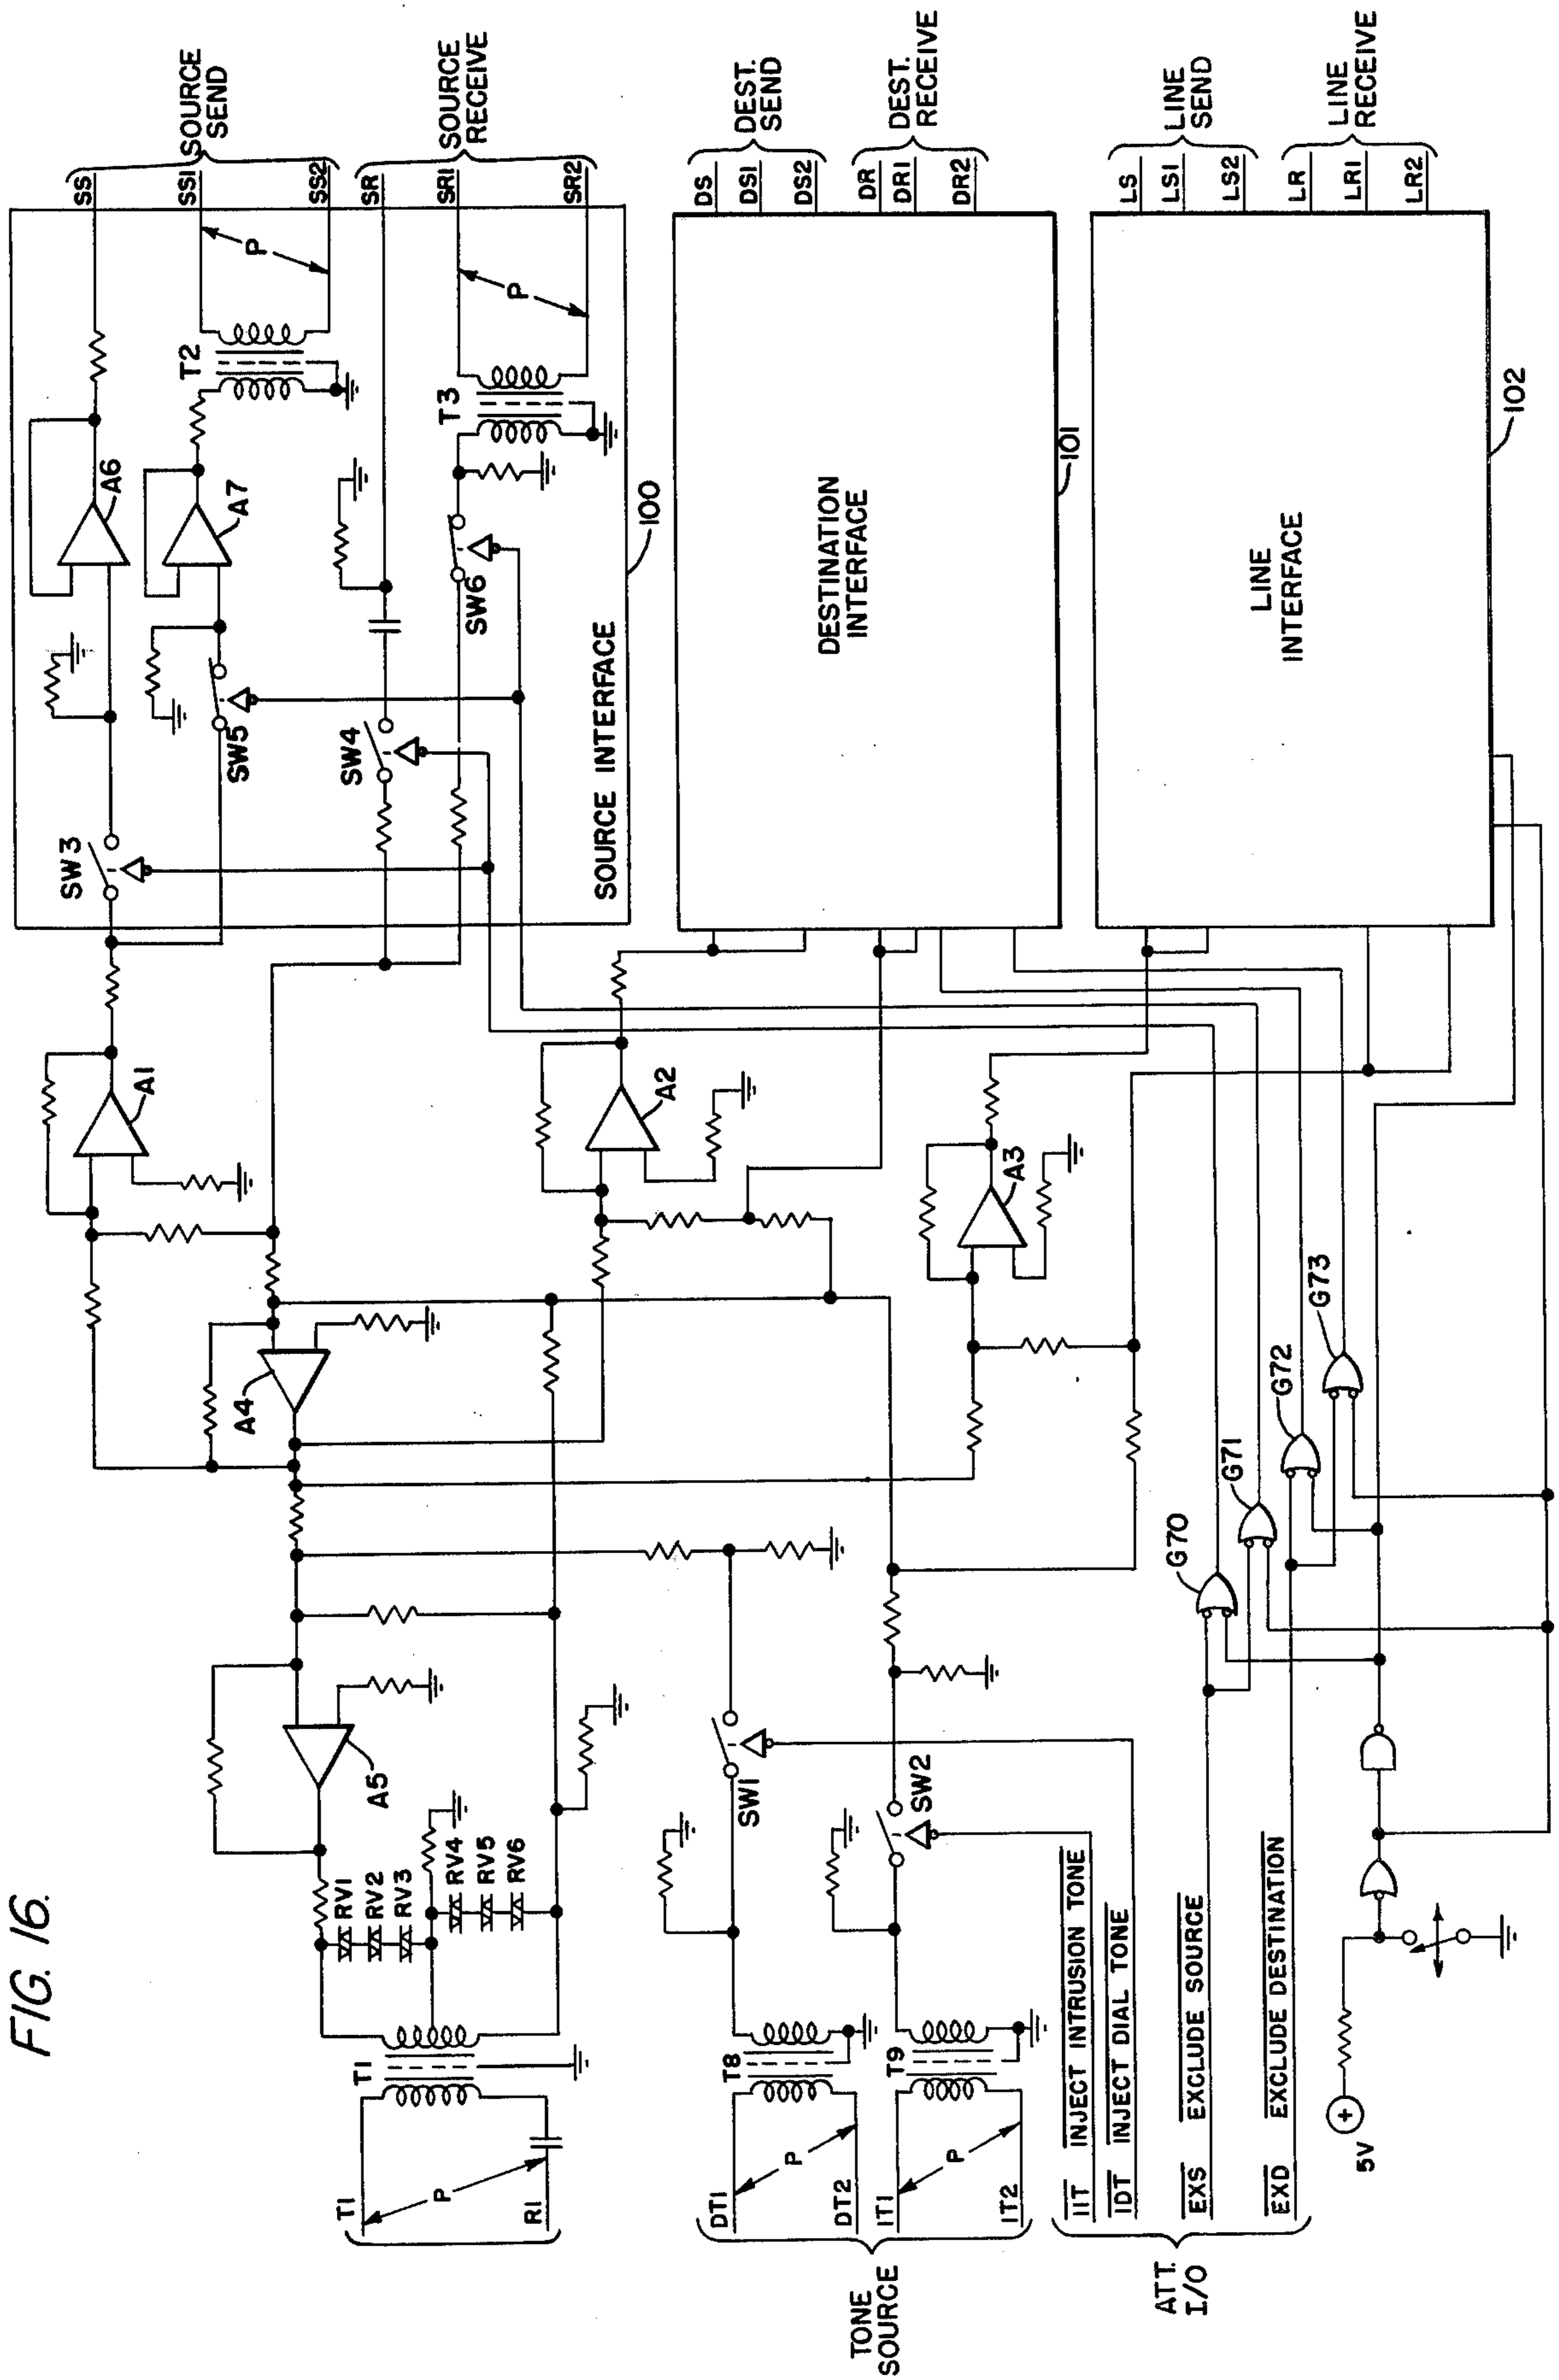 FIG. 16.
T1
P
R1
T1
RV1
RV2
RV3
RV4
RV5
RV6
A5
A4
A1
SW3
A6
SS
SOURCE
SEND
SW5
A7
T2
P
SS1
SS2
SW4
SR
SOURCE
RECEIVE
SW6
T3
P
SR1
SR2
SOURCE INTERFACE
100
A2
DESTINATION
INTERFACE
101
DS
DS1
DS2
DEST.
SEND
DR
DR1
DR2
DEST.
RECEIVE
A3
LINE
INTERFACE
102
LS
LS1
LS2
LINE
SEND
LR
LR1
LR2
LINE
RECEIVE
TONE
SOURCE
DT1
P
DT2
T8
SW1
IT1
P
IT2
T9
SW2
ATT.
I/O
IIT INJECT INTRUSION TONE
IDT INJECT DIAL TONE
EXS EXCLUDE SOURCE
EXD EXCLUDE DESTINATION
G70
G71
G72
G73
5V
+